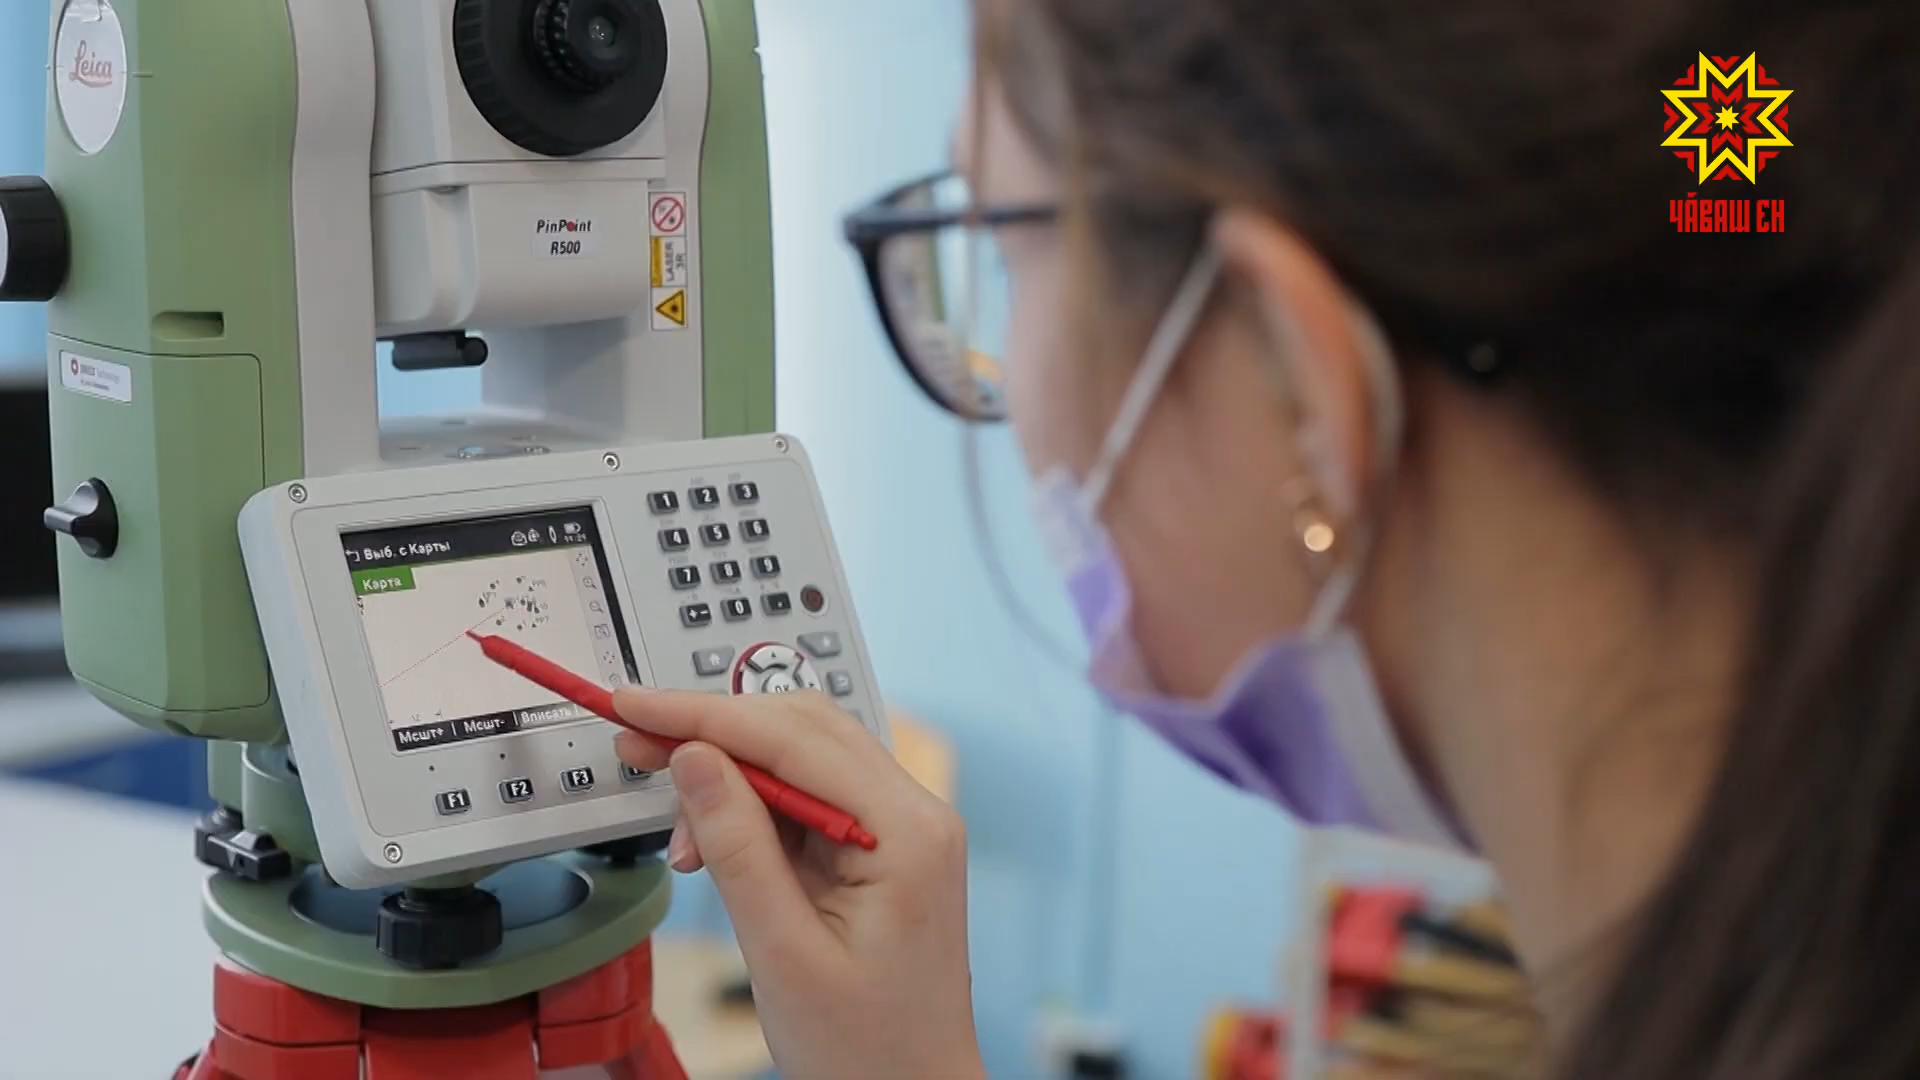 Leica
PinPoint
R500
LASER
3R
ЧӐВАШ ЕН
Выб. с Карты
Карта
Мсшт+ | Мсшт- | Вписать
1 2 3
4 5 6
7 8 9
+- 0 .
OK
F1 F2 F3